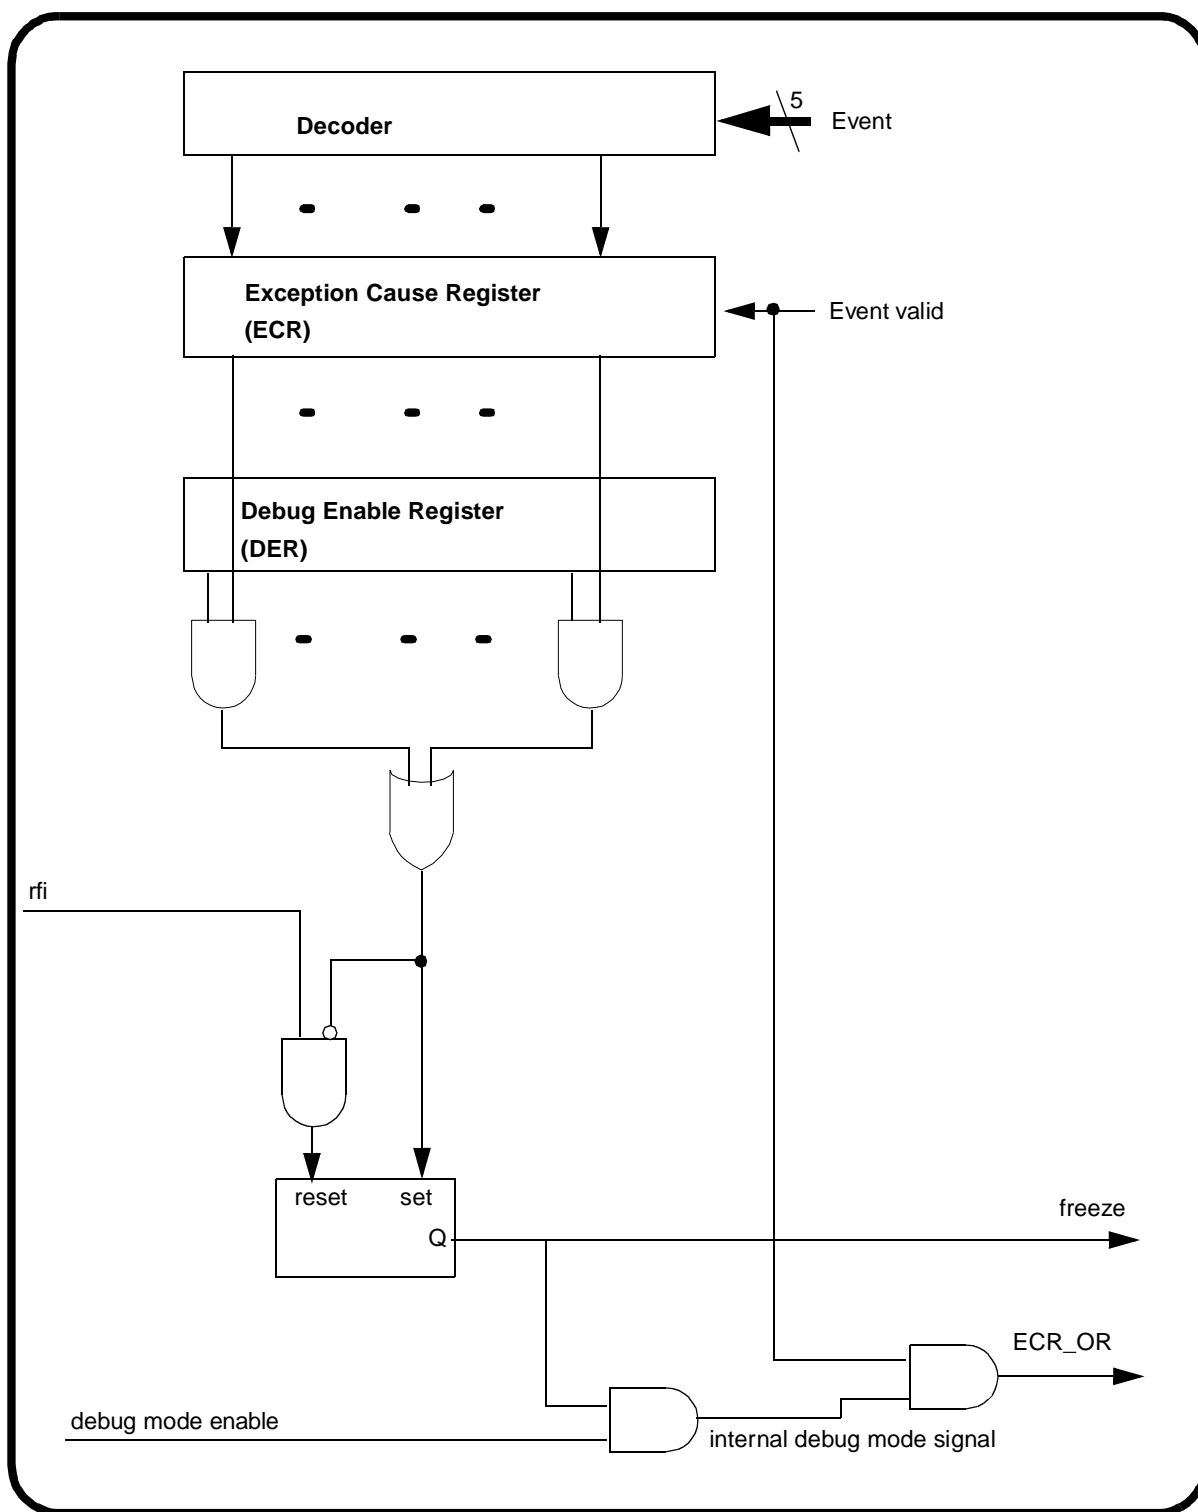 5
Decoder
Event
Exception Cause Register
(ECR)
Event valid
Debug Enable Register
(DER)
rfi
reset
set
Q
freeze
ECR_OR
debug mode enable
internal debug mode signal